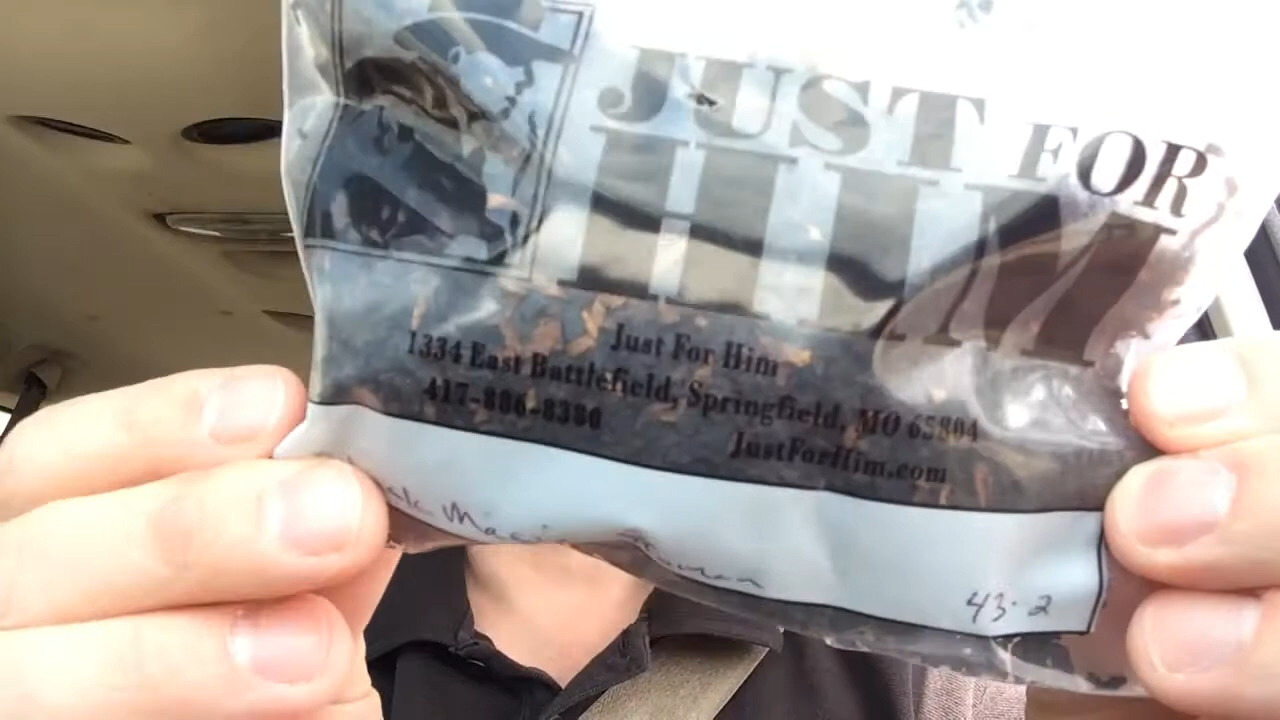 JUST FOR
HIM
Just For Him
1334 East Battlefield, Springfield, MO 65804
417-886-8380
JustForHim.com
43.2